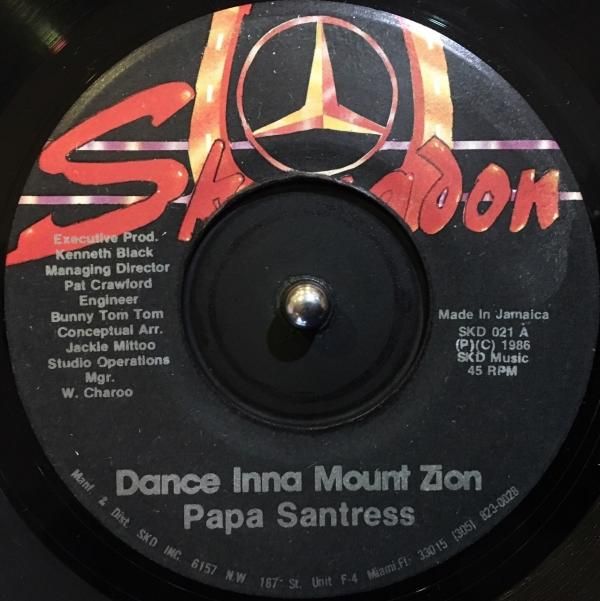 Skengdon
Executive Prod.
Kenneth Black
Managing Director
Pat Crawford
Engineer
Bunny Tom Tom
Conceptual Arr.
Jackie Mittoo
Studio Operations
Mgr.
W. Charoo
Made In Jamaica
SKD 021 A
(P)(C) 1986
SKD Music
45 RPM
Dance Inna Mount Zion
Papa Santress
Manf & Dist. SKD INC. 6157 N.W 167 St. Unit F-4 Miami, Fl. 33015 (305) 823-0028